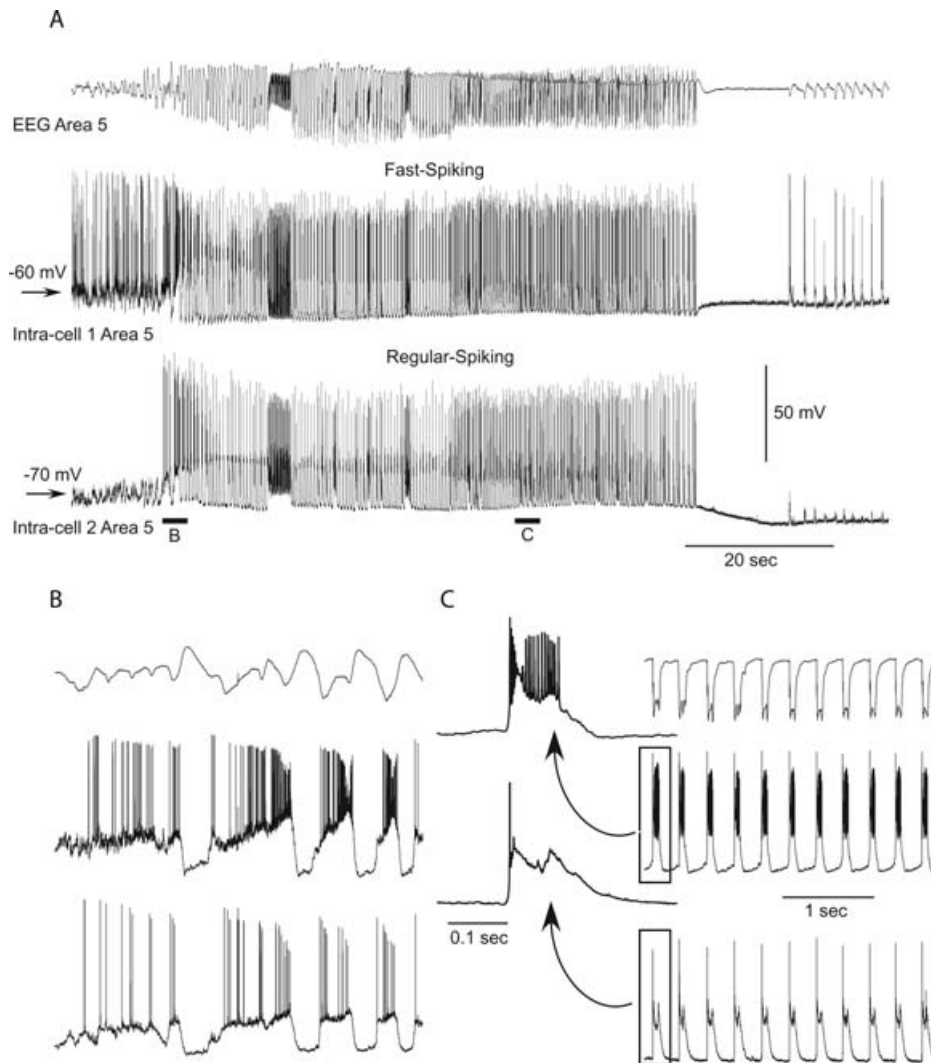 A
EEG Area 5
Fast-Spiking
-60 mV
Intra-cell 1 Area 5
Regular-Spiking
50 mV
-70 mV
Intra-cell 2 Area 5
B
C
20 sec
B
C
0.1 sec
1 sec